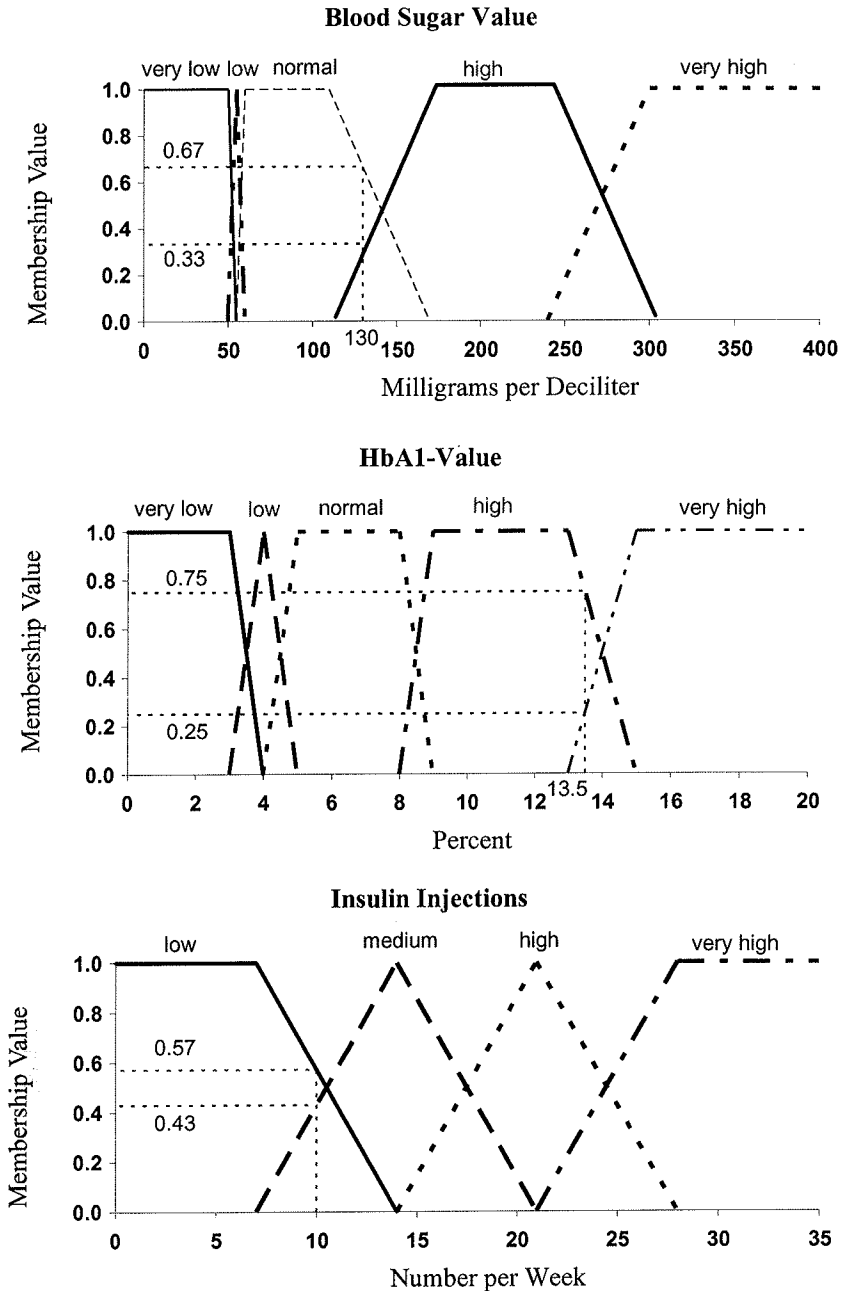 Blood Sugar Value
very low low normal high very high
1.0
0.8
0.67
0.6
0.4
0.33
0.2
0.0
Membership Value
0 50 100 130 150 200 250 300 350 400
Milligrams per Deciliter
HbA1-Value
very low low normal high very high
1.0
0.8
0.75
0.6
0.4
0.25
0.2
0.0
Membership Value
0 2 4 6 8 10 12 13.5 14 16 18 20
Percent
Insulin Injections
low medium high very high
1.0
0.8
0.57
0.6
0.43
0.4
0.2
0.0
Membership Value
0 5 10 15 20 25 30 35
Number per Week